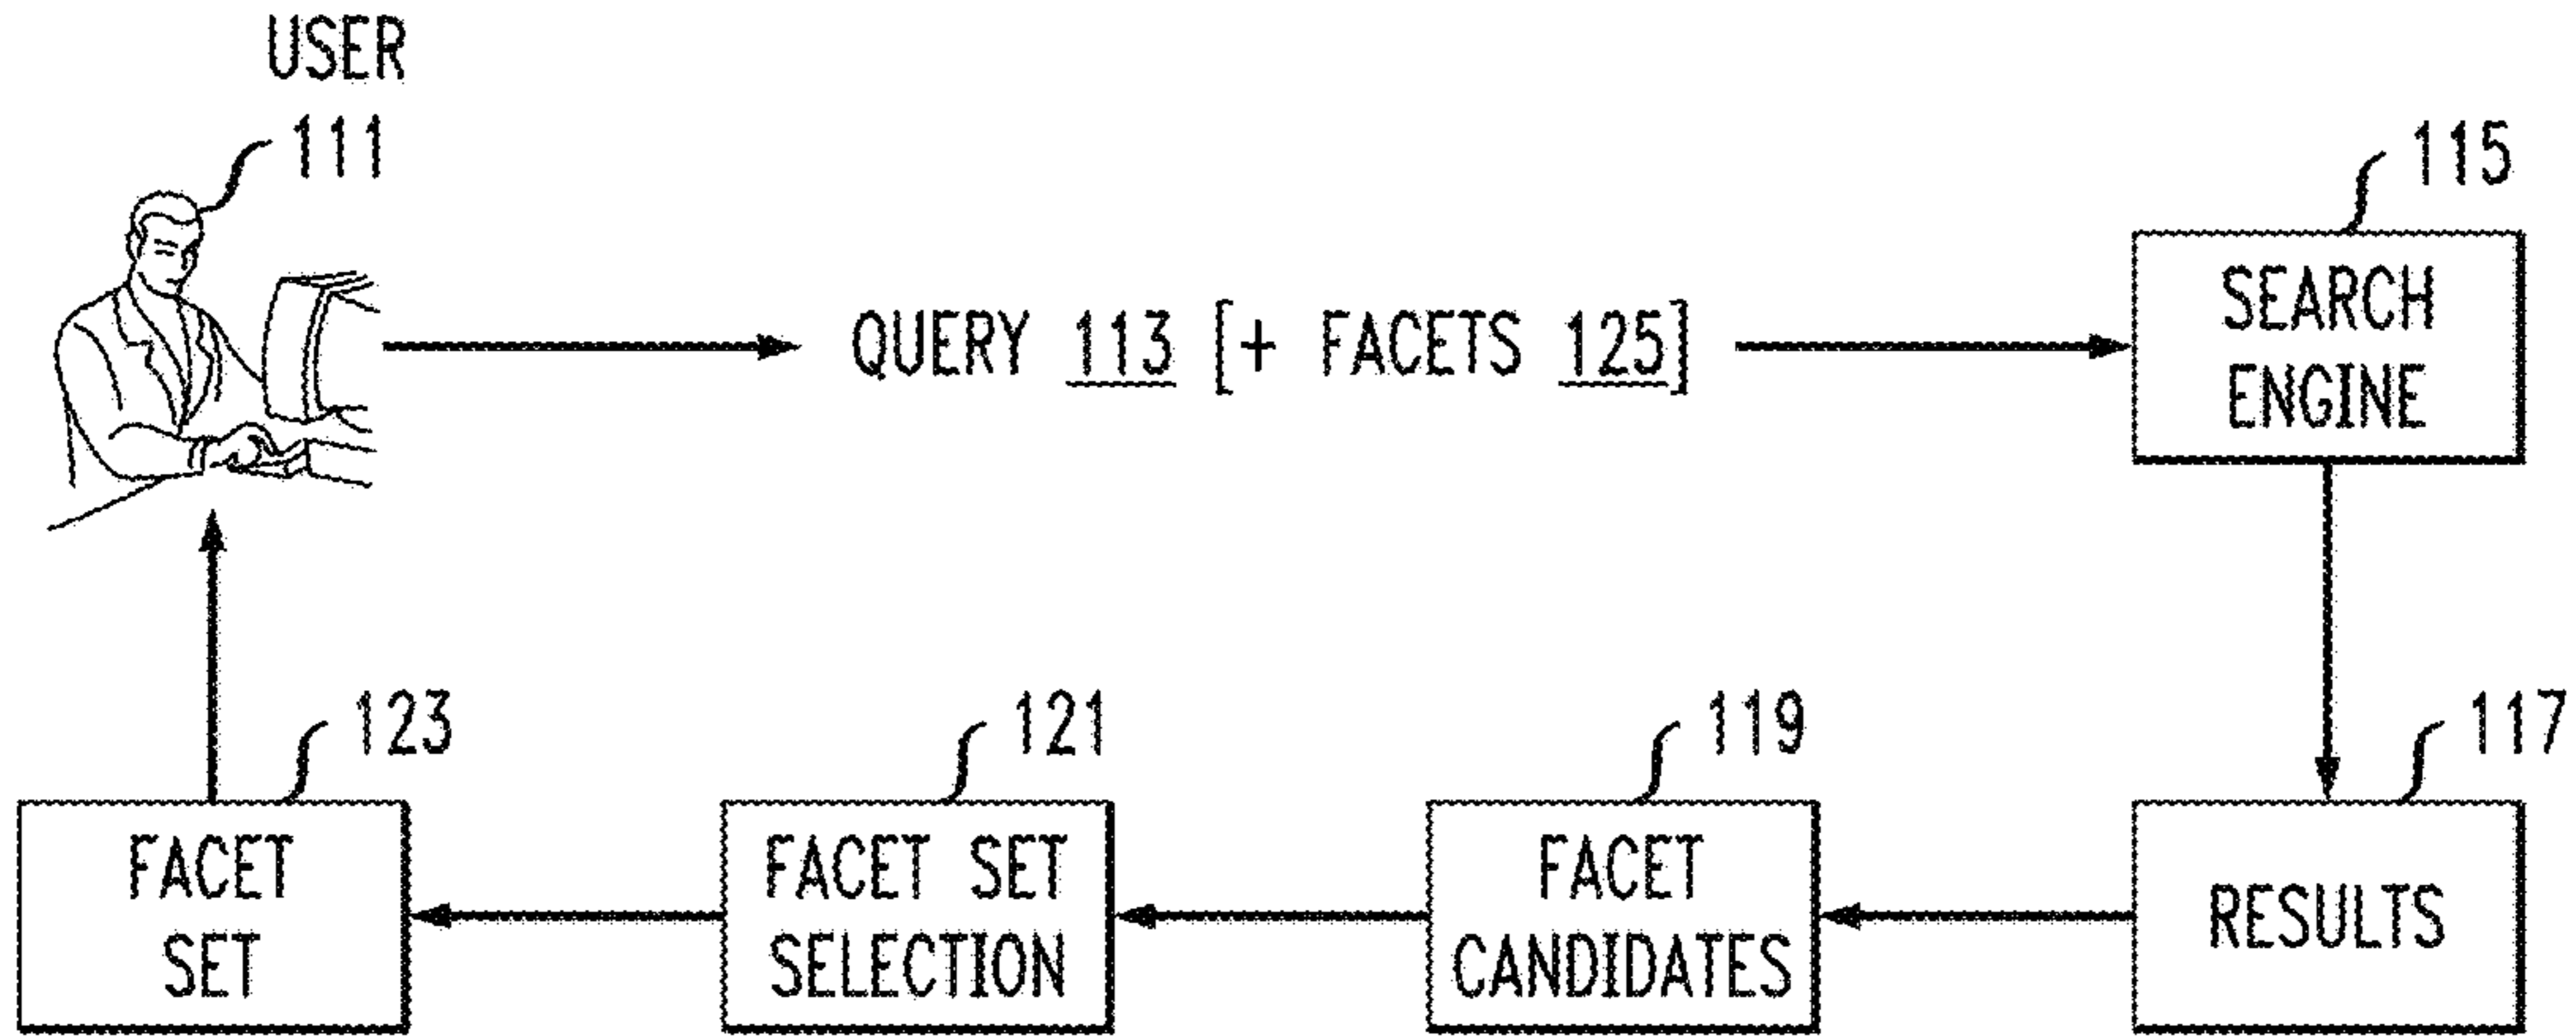 USER
111
115
QUERY 113 [+ FACETS 125]
SEARCH
ENGINE
123
121
119
117
FACET
SET
FACET SET
SELECTION
FACET
CANDIDATES
RESULTS